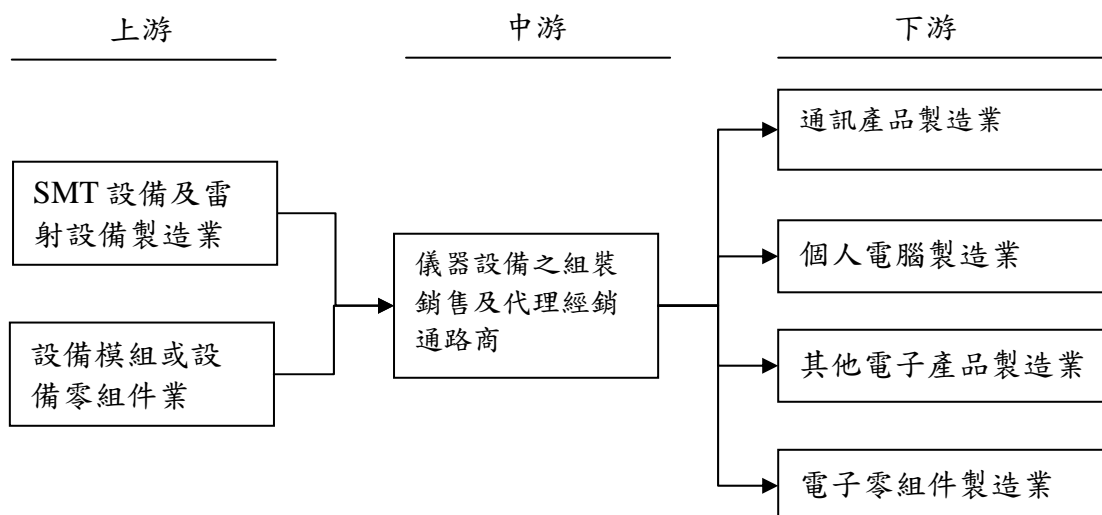 上游
中游
下游
SMT 設備及雷
射設備製造業
設備模組或設
備零組件業
儀器設備之組裝
銷售及代理經銷
通路商
通訊產品製造業
個人電腦製造業
其他電子產品製造業
電子零組件製造業